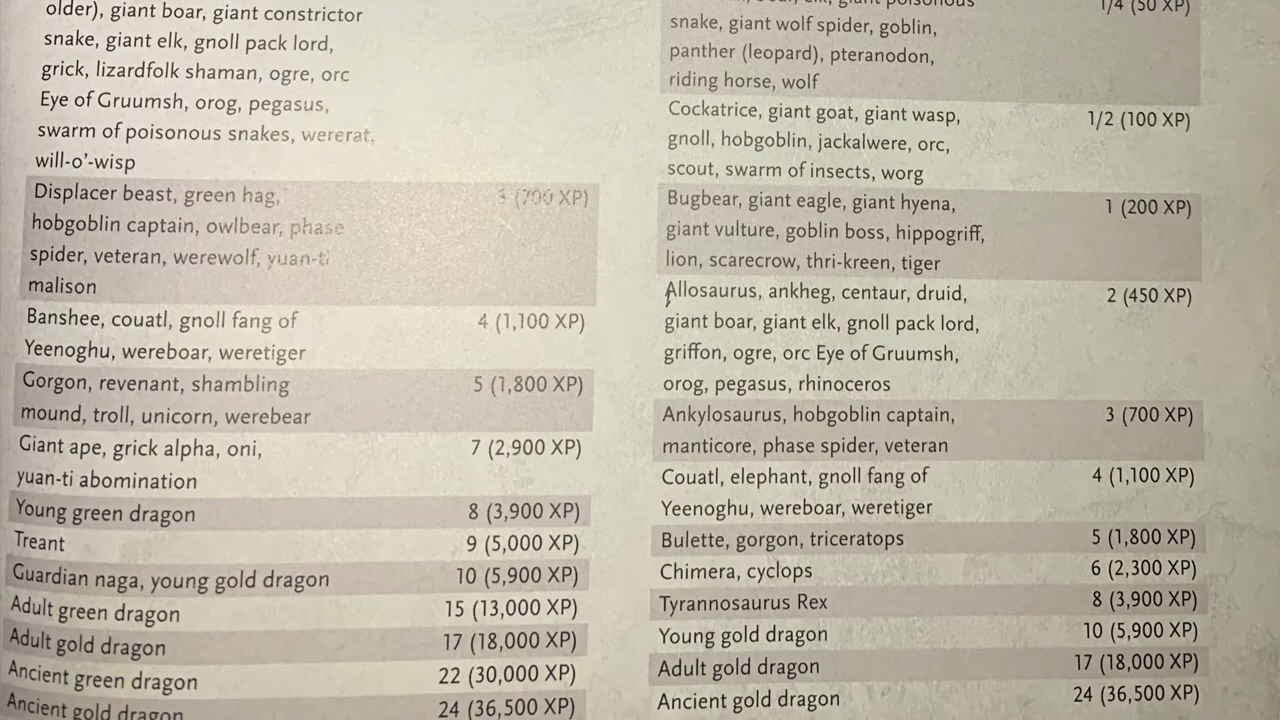 older), giant boar, giant constrictor
snake, giant elk, gnoll pack lord,
grick, lizardfolk shaman, ogre, orc
Eye of Gruumsh, orog, pegasus,
swarm of poisonous snakes, wererat,
will-o'-wisp
Displacer beast, green hag, 3 (700 XP)
hobgoblin captain, owlbear, phase
spider, veteran, werewolf, yuan-ti
malison
Banshee, couatl, gnoll fang of 4 (1,100 XP)
Yeenoghu, wereboar, weretiger
Gorgon, revenant, shambling 5 (1,800 XP)
mound, troll, unicorn, werebear
Giant ape, grick alpha, oni, 7 (2,900 XP)
yuan-ti abomination
Young green dragon 8 (3,900 XP)
Treant 9 (5,000 XP)
Guardian naga, young gold dragon 10 (5,900 XP)
Adult green dragon 15 (13,000 XP)
Adult gold dragon 17 (18,000 XP)
Ancient green dragon 22 (30,000 XP)
Ancient gold dragon 24 (36,500 XP)
giant poisonous 1/4 (50 XP)
snake, giant wolf spider, goblin,
panther (leopard), pteranodon,
riding horse, wolf
Cockatrice, giant goat, giant wasp, 1/2 (100 XP)
gnoll, hobgoblin, jackalwere, orc,
scout, swarm of insects, worg
Bugbear, giant eagle, giant hyena, 1 (200 XP)
giant vulture, goblin boss, hippogriff,
lion, scarecrow, thri-kreen, tiger
Allosaurus, ankheg, centaur, druid, 2 (450 XP)
giant boar, giant elk, gnoll pack lord,
griffon, ogre, orc Eye of Gruumsh,
orog, pegasus, rhinoceros
Ankylosaurus, hobgoblin captain, 3 (700 XP)
manticore, phase spider, veteran
Couatl, elephant, gnoll fang of 4 (1,100 XP)
Yeenoghu, wereboar, weretiger
Bulette, gorgon, triceratops 5 (1,800 XP)
Chimera, cyclops 6 (2,300 XP)
Tyrannosaurus Rex 8 (3,900 XP)
Young gold dragon 10 (5,900 XP)
Adult gold dragon 17 (18,000 XP)
Ancient gold dragon 24 (36,500 XP)